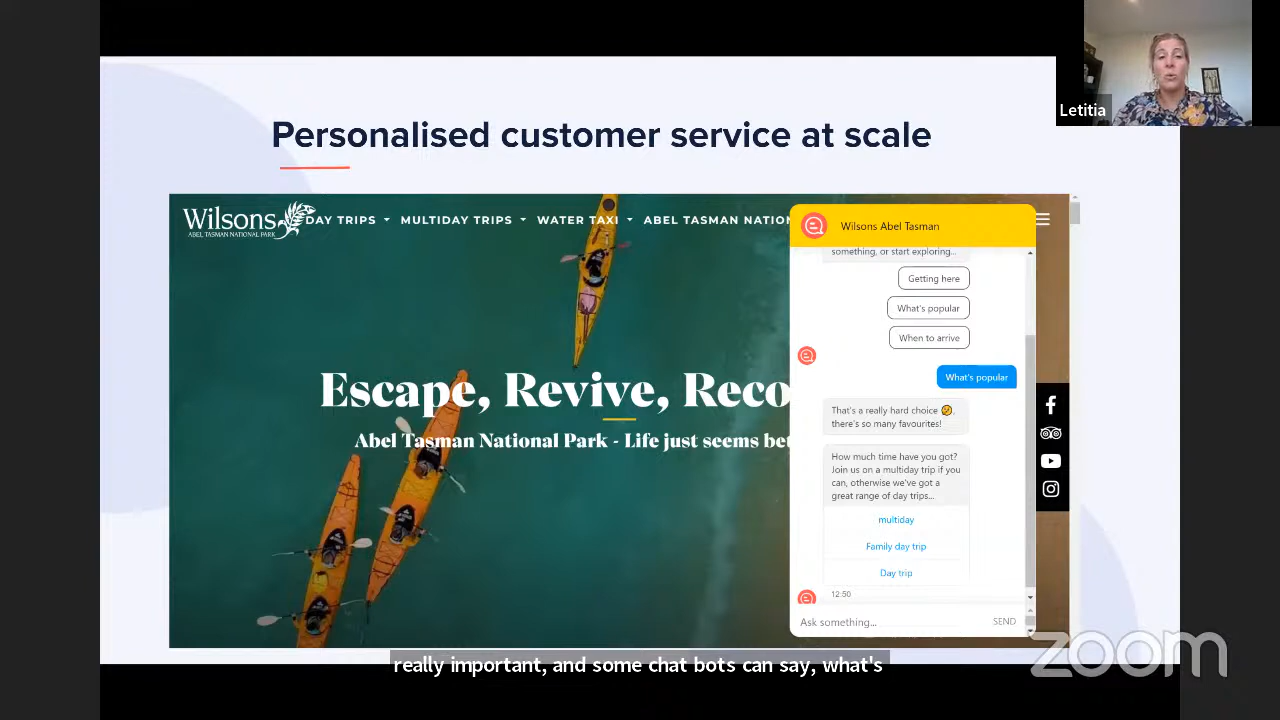 Letitia
Personalised customer service at scale
Wilsons
ABEL TASMAN NATIONAL PARK
DAY TRIPS
MULTIDAY TRIPS
WATER TAXI
ABEL TASMAN NATION
Escape, Revive, Reco
Abel Tasman National Park - Life just seems bet
Wilsons Abel Tasman
something, or start exploring...
Getting here
What's popular
When to arrive
What's popular
That's a really hard choice 🤔,
there's so many favourites!
How much time have you got?
Join us on a multiday trip if you
can, otherwise we've got a
great range of day trips...
multiday
Family day trip
Day trip
12:50
Ask something...
SEND
really important, and some chat bots can say, what's
zoom